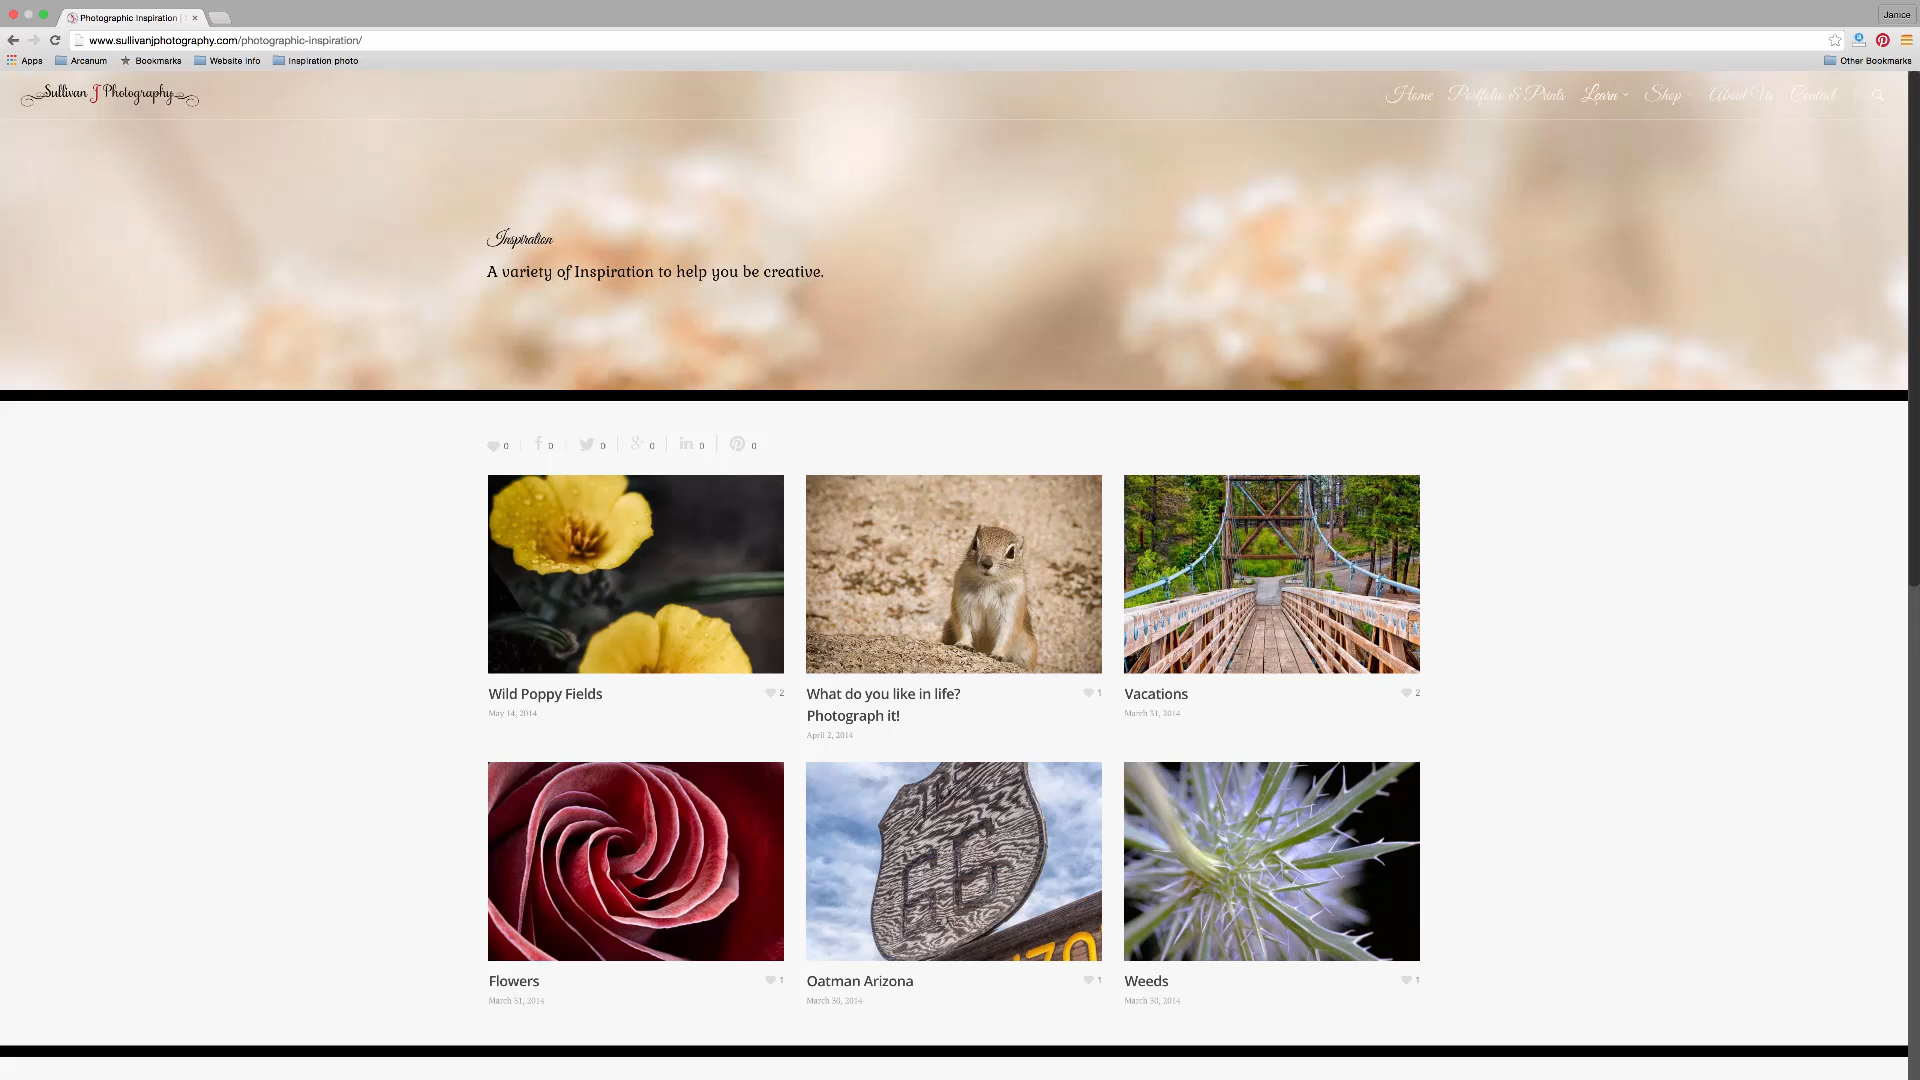 Photographic Inspiration |
Janice
www.sullivanjphotography.com/photographic-inspiration/
Apps Arcanum Bookmarks Website info Inspiration photo Other Bookmarks
Sullivan J Photography
Home Portfolio & Prints Learn Shop About Us Contact
Inspiration
A variety of Inspiration to help you be creative.
0 0 0 0 0 0
Wild Poppy Fields 2
May 14, 2014
What do you like in life? 1
Photograph it!
April 2, 2014
Vacations 2
March 31, 2014
66
Flowers 1
March 31, 2014
Oatman Arizona 1
March 30, 2014
Weeds 1
March 30, 2014